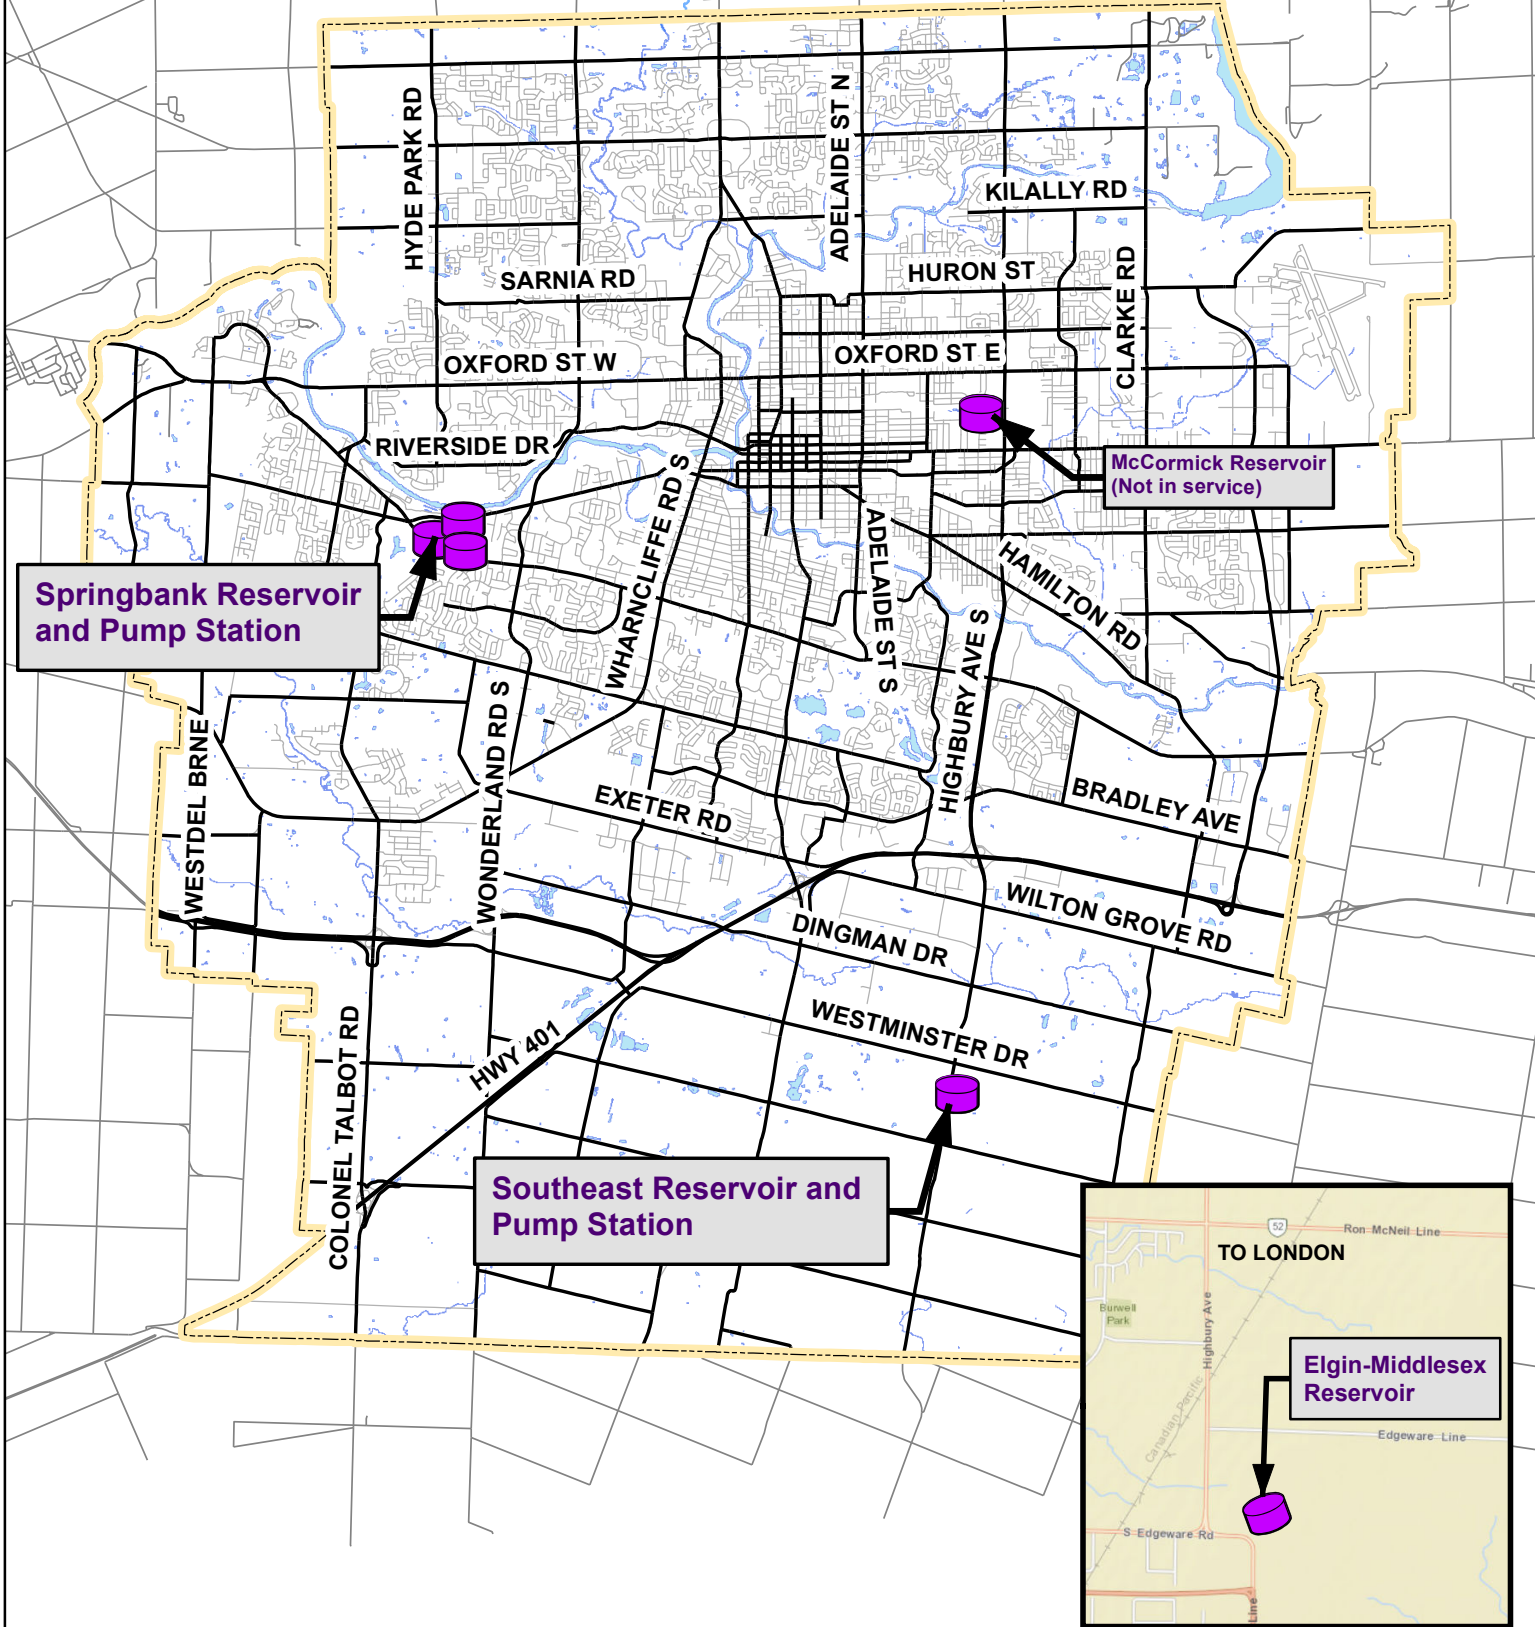 HYDE PARK RD
ADELAIDE ST N
KILALLY RD
SARNIA RD
HURON ST
CLARKE RD
OXFORD ST W
OXFORD ST E
RIVERSIDE DR
McCormick Reservoir
(Not in service)
Springbank Reservoir
and Pump Station
WHARNCLIFFE RD S
ADELAIDE ST S
HAMILTON RD
HIGHBURY AVE S
WESTDEL BRNE
WONDERLAND RD S
EXETER RD
BRADLEY AVE
WILTON GROVE RD
DINGMAN DR
WESTMINSTER DR
COLONEL TALBOT RD
HWY 401
Southeast Reservoir and
Pump Station
52
Ron McNeil Line
TO LONDON
Burwell
Park
Highbury Ave
Canadian Pacific
Elgin-Middlesex
Reservoir
Edgeware Line
S Edgeware Rd
Line